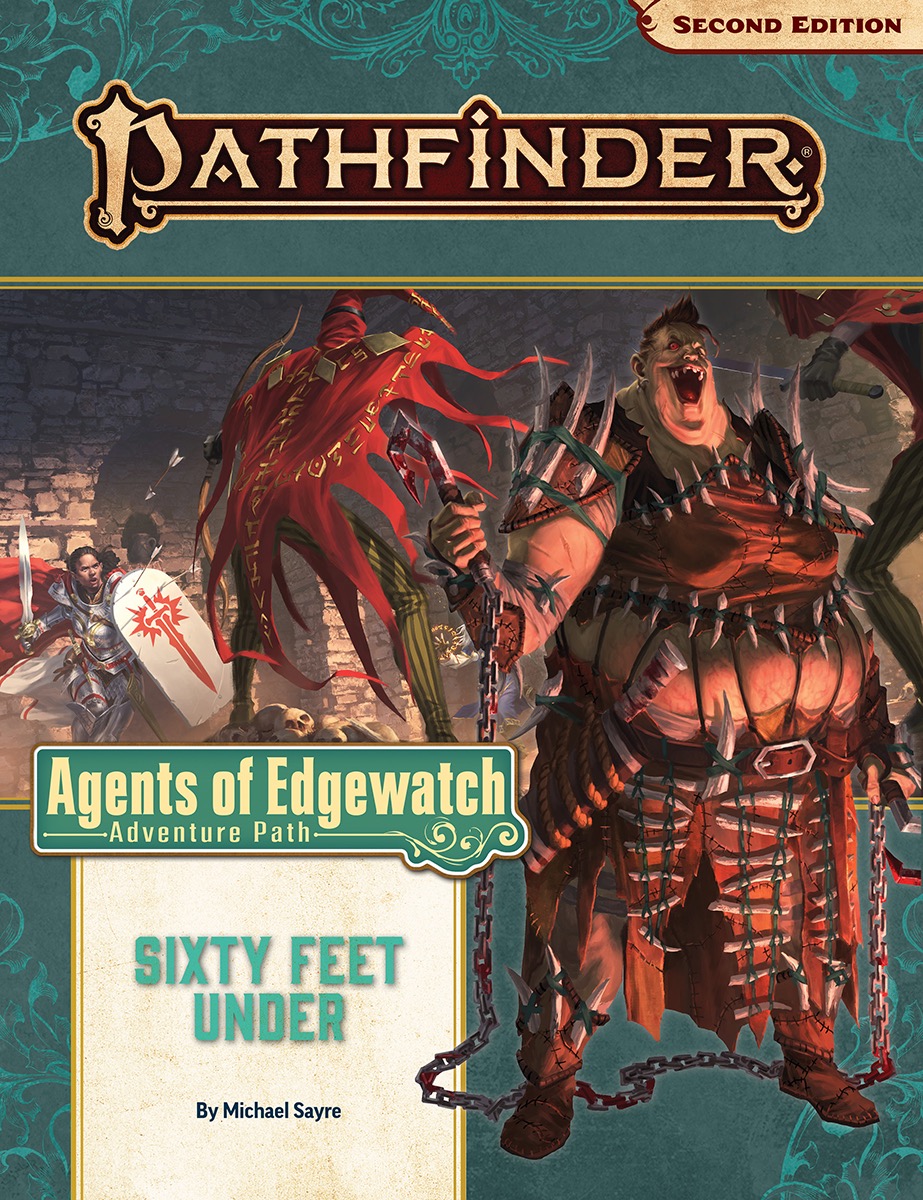 SECOND EDITION
PATHFINDER®
Agents of Edgewatch
Adventure Path
SIXTY FEET
UNDER
By Michael Sayre